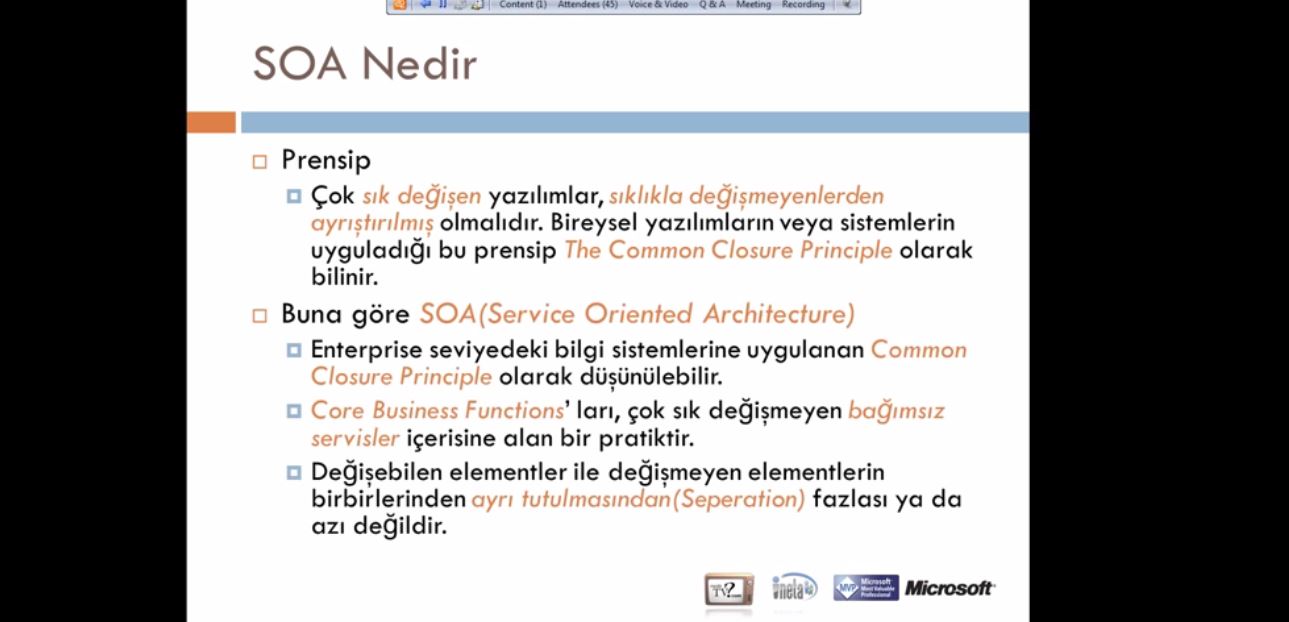 Content (1) Attendees (45) Voice & Video Q & A Meeting Recording
SOA Nedir
Prensip
Çok sık değişen yazılımlar, sıklıkla değişmeyenlerden
ayrıştırılmış olmalıdır. Bireysel yazılımların veya sistemlerin
uyguladığı bu prensip The Common Closure Principle olarak
bilinir.
Buna göre SOA(Service Oriented Architecture)
Enterprise seviyedeki bilgi sistemlerine uygulanan Common
Closure Principle olarak düşünülebilir.
Core Business Functions’ ları, çok sık değişmeyen bağımsız
servisler içerisine alan bir pratiktir.
Değişebilen elementler ile değişmeyen elementlerin
birbirlerinden ayrı tutulmasından(Seperation) fazlası ya da
azı değildir.
TV?
ineta
MVP Microsoft Most Valuable Professional
Microsoft